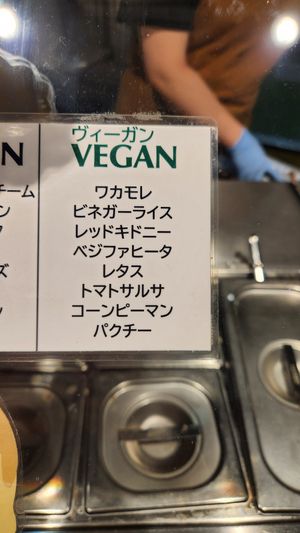 ヴィーガン
VEGAN
ワカモレ
ビネガーライス
レッドキドニー
ベジファヒータ
レタス
トマトサルサ
コーンピーマン
パクチー